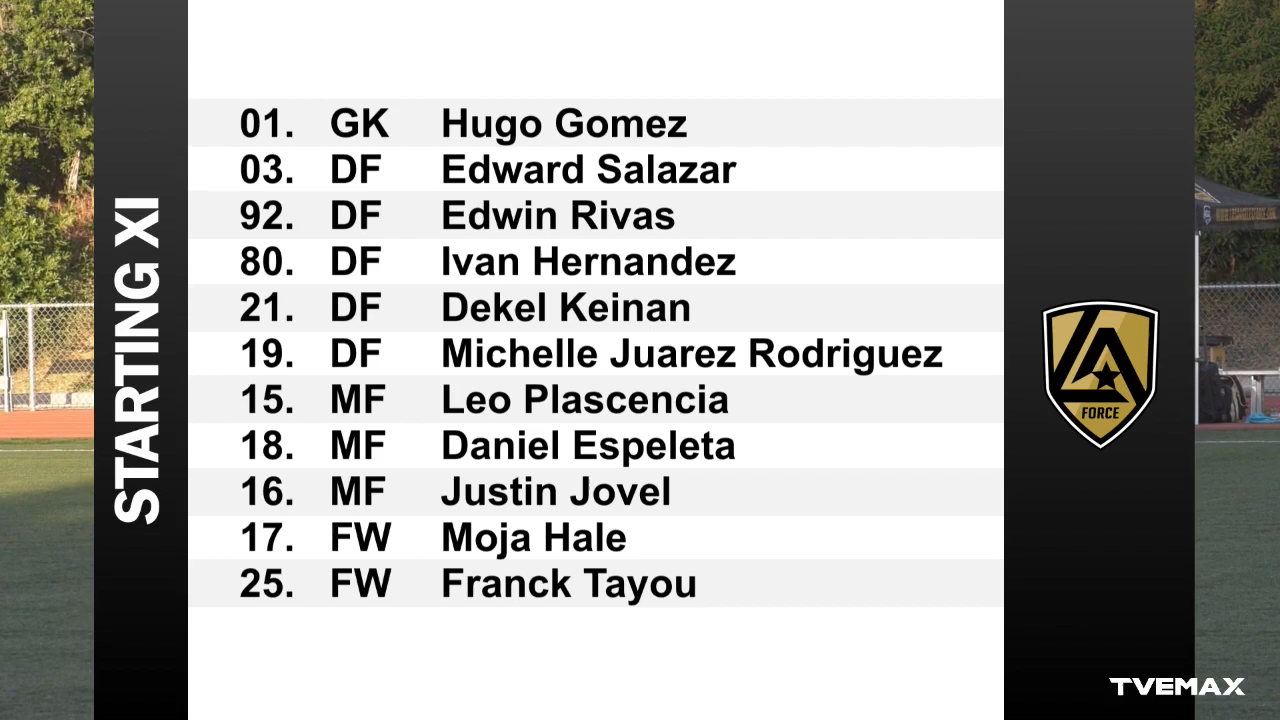 STARTING XI
01. GK Hugo Gomez
03. DF Edward Salazar
92. DF Edwin Rivas
80. DF Ivan Hernandez
21. DF Dekel Keinan
19. DF Michelle Juarez Rodriguez
15. MF Leo Plascencia
18. MF Daniel Espeleta
16. MF Justin Jovel
17. FW Moja Hale
25. FW Franck Tayou
LA
FORCE
TVEMAX